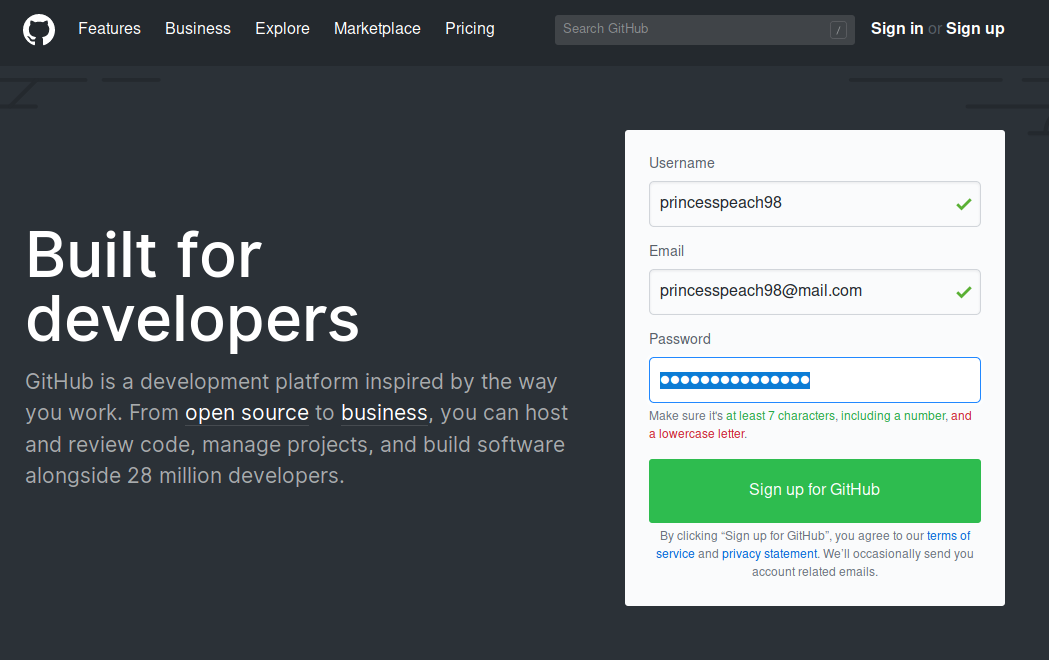 Features Business Explore Marketplace Pricing Search GitHub / Sign in or Sign up
Built for
developers
GitHub is a development platform inspired by the way
you work. From open source to business, you can host
and review code, manage projects, and build software
alongside 28 million developers.
Username
princesspeach98
Email
princesspeach98@mail.com
Password
●●●●●●●●●●●●●●●
Make sure it's at least 7 characters, including a number, and
a lowercase letter.
Sign up for GitHub
By clicking “Sign up for GitHub”, you agree to our terms of
service and privacy statement. We’ll occasionally send you
account related emails.